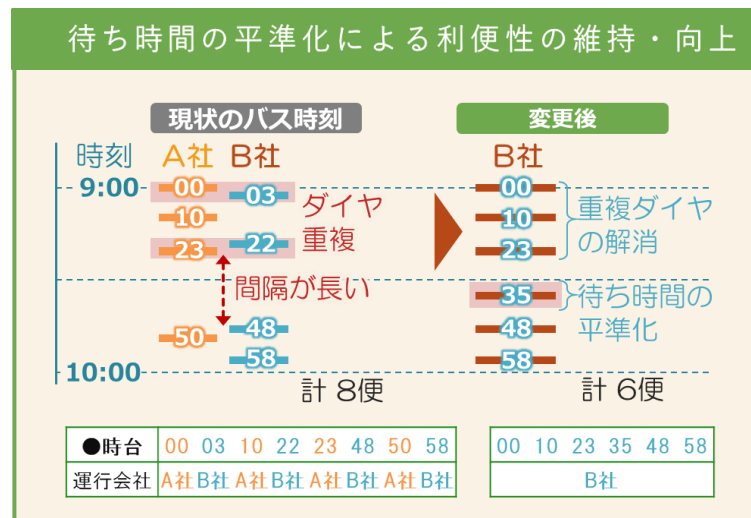 待ち時間の平準化による利便性の維持・向上
現状のバス時刻
変更後
時刻 A社 B社
B社
9:00
00
03
10
23
22
ダイヤ
重複
間隔が長い
50
48
58
10:00
計 8便
00
10
23
重複ダイヤ
の解消
35
待ち時間の
平準化
48
58
計 6便
●時台 00 03 10 22 23 48 50 58
運行会社 A社 B社 A社 B社 A社 B社 A社 B社
00 10 23 35 48 58
B社